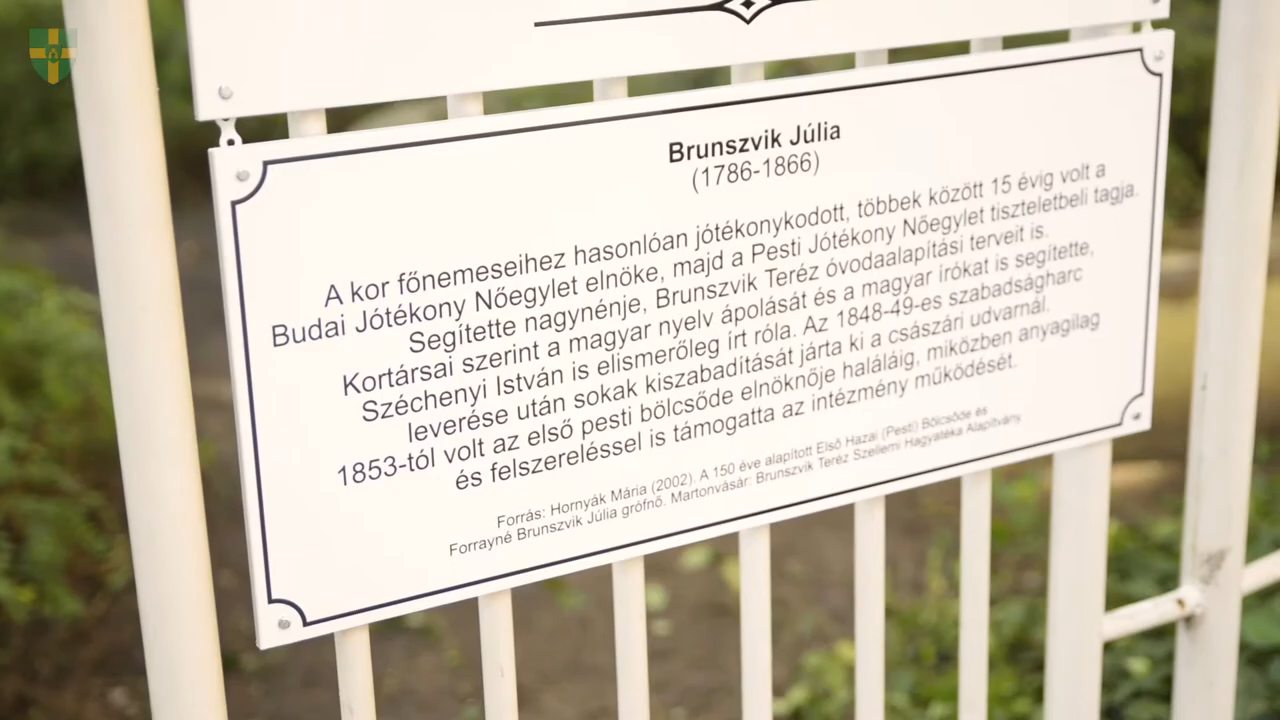 Brunszvik Júlia
(1786-1866)
A kor főnemeseihez hasonlóan jótékonykodott, többek között 15 évig volt a
Budai Jótékony Nőegylet elnöke, majd a Pesti Jótékony Nőegylet tiszteletbeli tagja.
Segítette nagynénje, Brunszvik Teréz óvodaalapítási terveit is.
Kortársai szerint a magyar nyelv ápolását és a magyar írókat is segítette,
Széchenyi István is elismerőleg írt róla. Az 1848-49-es szabadságharc
leverése után sokak kiszabadítását járta ki a császári udvarnál.
1853-tól volt az első pesti bölcsőde elnöknője haláláig, miközben anyagilag
és felszereléssel is támogatta az intézmény működését.
Forrás: Hornyák Mária (2002). A 150 éve alapított Első Hazai (Pesti) Bölcsőde és
Forrayné Brunszvik Júlia grófnő. Martonvásár: Brunszvik Teréz Szellemi Hagyatéka Alapítvány